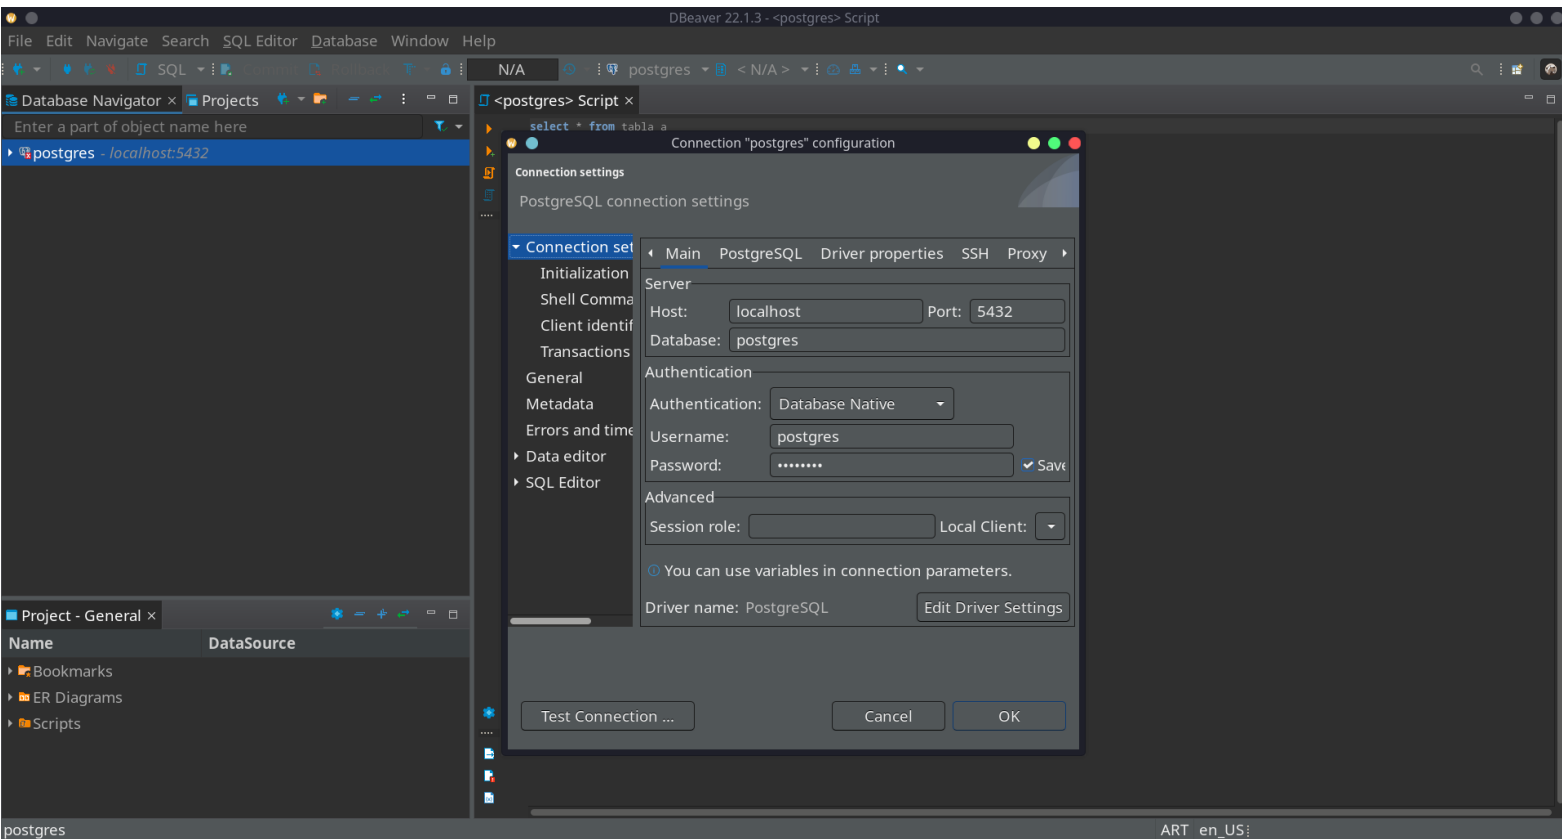 DBeaver 22.1.3 - <postgres> Script
File Edit Navigate Search SQL Editor Database Window Help
SQL Commit Rollback N/A postgres < N/A >
Database Navigator Projects
Enter a part of object name here
postgres - localhost:5432
<postgres> Script
select * from tabla a
Connection "postgres" configuration
Connection settings
PostgreSQL connection settings
Connection set
Initialization
Shell Comma
Client identif
Transactions
General
Metadata
Errors and time
Data editor
SQL Editor
Main PostgreSQL Driver properties SSH Proxy
Server
Host: localhost Port: 5432
Database: postgres
Authentication
Authentication: Database Native
Username: postgres
Password: •••••••• Save
Advanced
Session role: Local Client:
You can use variables in connection parameters.
Driver name: PostgreSQL Edit Driver Settings
Test Connection ... Cancel OK
Project - General
Name DataSource
Bookmarks
ER Diagrams
Scripts
postgres ART en_US